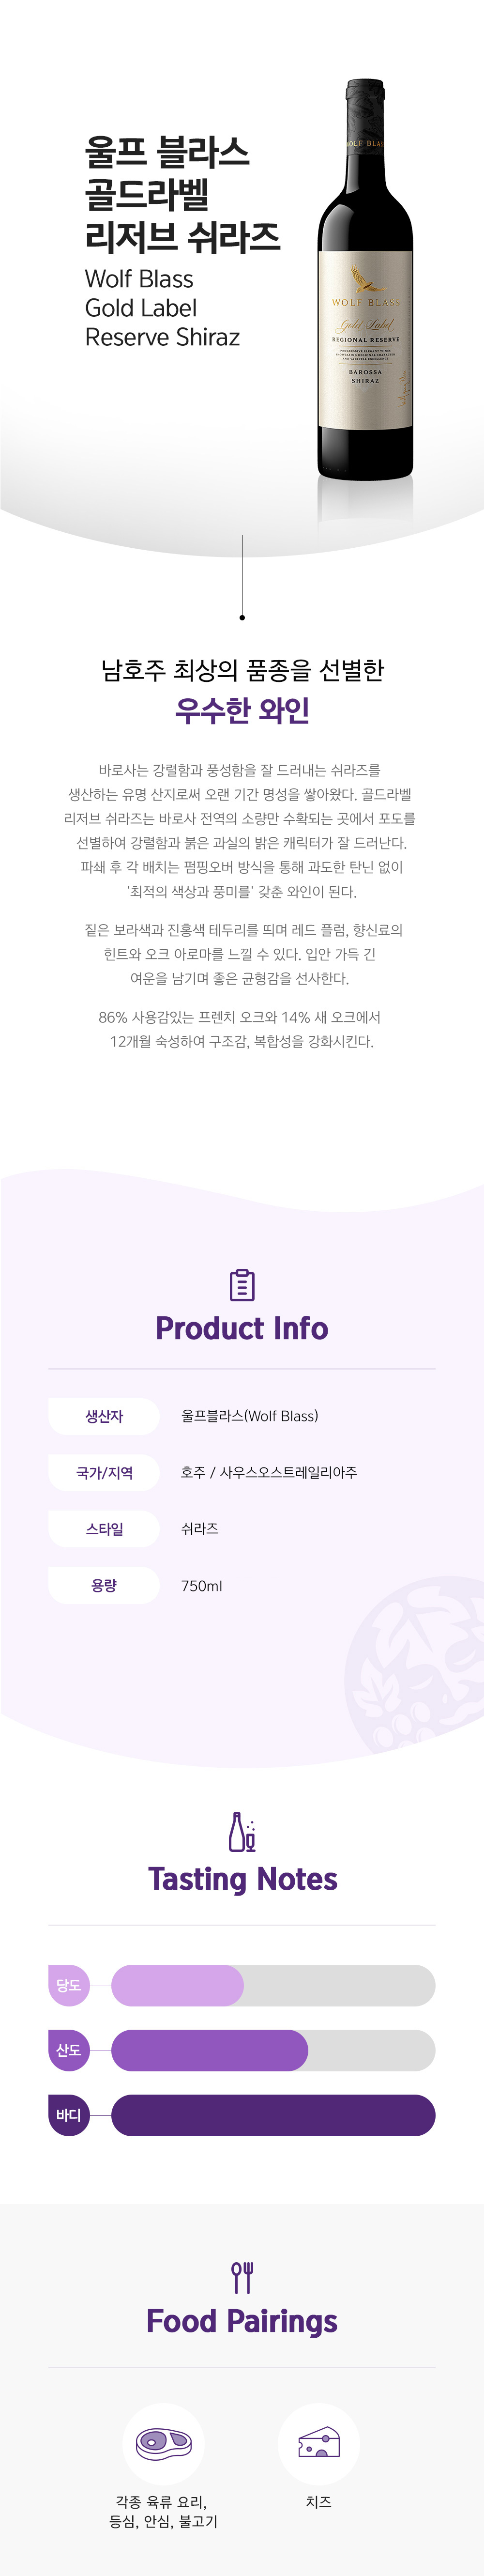 울프 블라스
골드라벨
리저브 쉬라즈
Wolf Blass
Gold Label
Reserve Shiraz
WOLF BLASS
WOLF BLASS
Gold Label
REGIONAL RESERVE
BAROSSA
SHIRAZ
남호주 최상의 품종을 선별한
우수한 와인
바로사는 강렬함과 풍성함을 잘 드러내는 쉬라즈를
생산하는 유명 산지로써 오랜 기간 명성을 쌓아왔다. 골드라벨
리저브 쉬라즈는 바로사 전역의 소량만 수확되는 곳에서 포도를
선별하여 강렬함과 붉은 과실의 밝은 캐릭터가 잘 드러난다.
파쇄 후 각 배치는 펌핑오버 방식을 통해 과도한 탄닌 없이
'최적의 색상과 풍미를' 갖춘 와인이 된다.
짙은 보라색과 진홍색 테두리를 띄며 레드 플럼, 향신료의
힌트와 오크 아로마를 느낄 수 있다. 입안 가득 긴
여운을 남기며 좋은 균형감을 선사한다.
86% 사용감있는 프렌치 오크와 14% 새 오크에서
12개월 숙성하여 구조감, 복합성을 강화시킨다.
Product Info
생산자
울프블라스(Wolf Blass)
국가/지역
호주 / 사우스오스트레일리아주
스타일
쉬라즈
용량
750ml
Tasting Notes
당도
산도
바디
Food Pairings
각종 육류 요리,
등심, 안심, 불고기
치즈